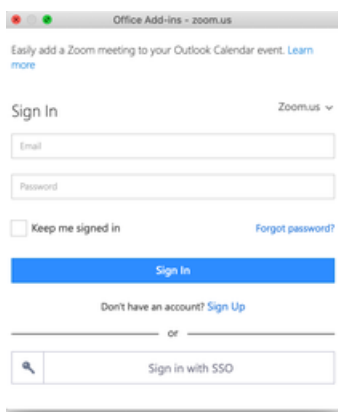 Office Add-ins - zoom.us
Easily add a Zoom meeting to your Outlook Calendar event. Learn
more
Sign In
Zoom.us
Email
Password
Keep me signed in
Forgot password?
Sign In
Don't have an account? Sign Up
or
Sign in with SSO